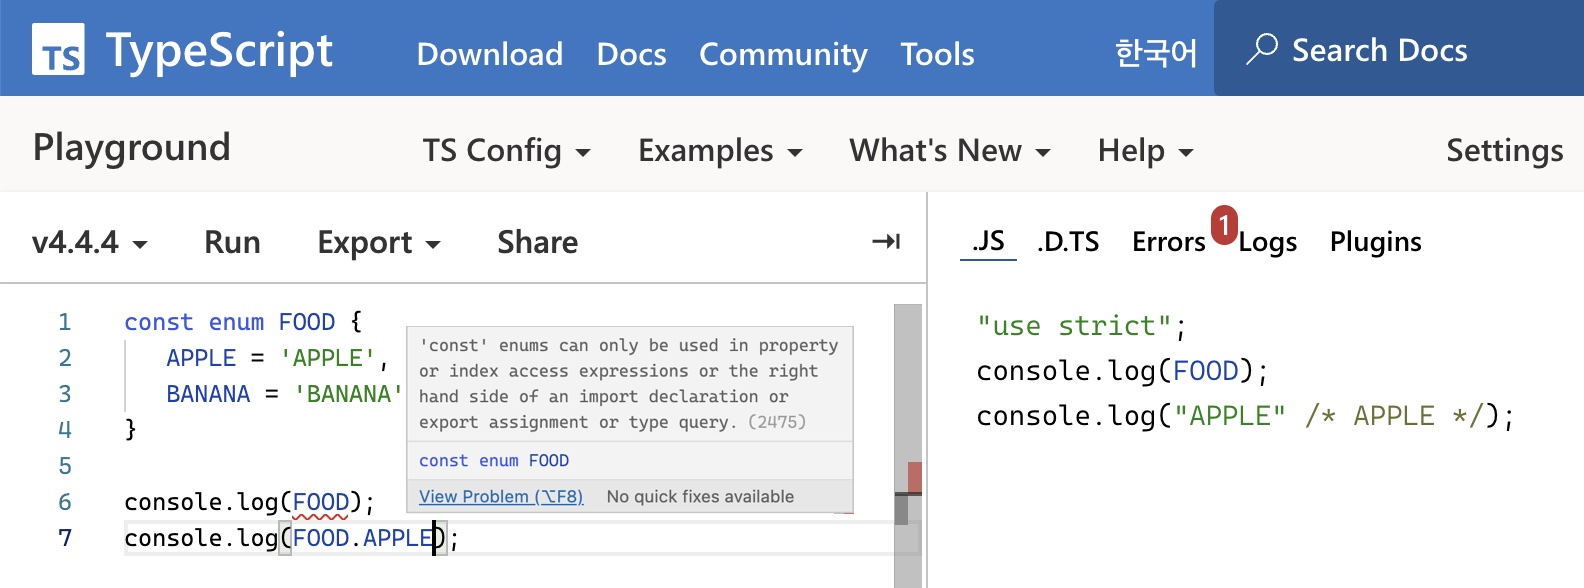 TS TypeScript Download Docs Community Tools 한국어 Search Docs
Playground TS Config Examples What's New Help Settings
v4.4.4 Run Export Share
.JS .D.TS Errors 1 Logs Plugins
1 const enum FOOD {
2 APPLE = 'APPLE',
3 BANANA = 'BANANA'
4 }
5
6 console.log(FOOD);
7 console.log(FOOD.APPLE);
'const' enums can only be used in property
or index access expressions or the right
hand side of an import declaration or
export assignment or type query. (2475)
const enum FOOD
View Problem (⌥F8) No quick fixes available
"use strict";
console.log(FOOD);
console.log("APPLE" /* APPLE */);